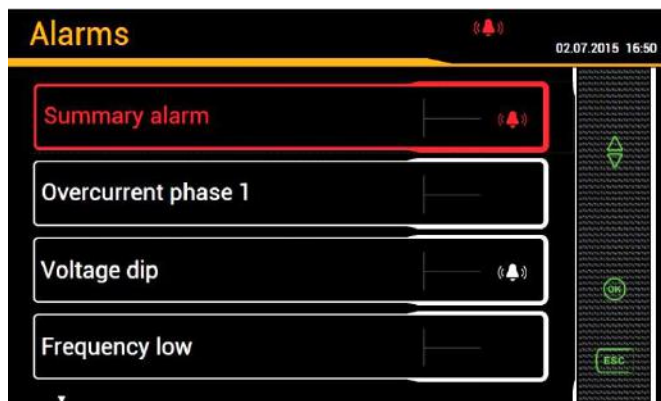 Alarms
02.07.2015 16:50
Summary alarm
Overcurrent phase 1
Voltage dip
OK
Frequency low
ESC